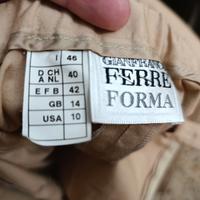 I 46
D CH
A NL 40
E F B 42
GB 14
USA 10
GIANFRANCO
FERRE
FORMA